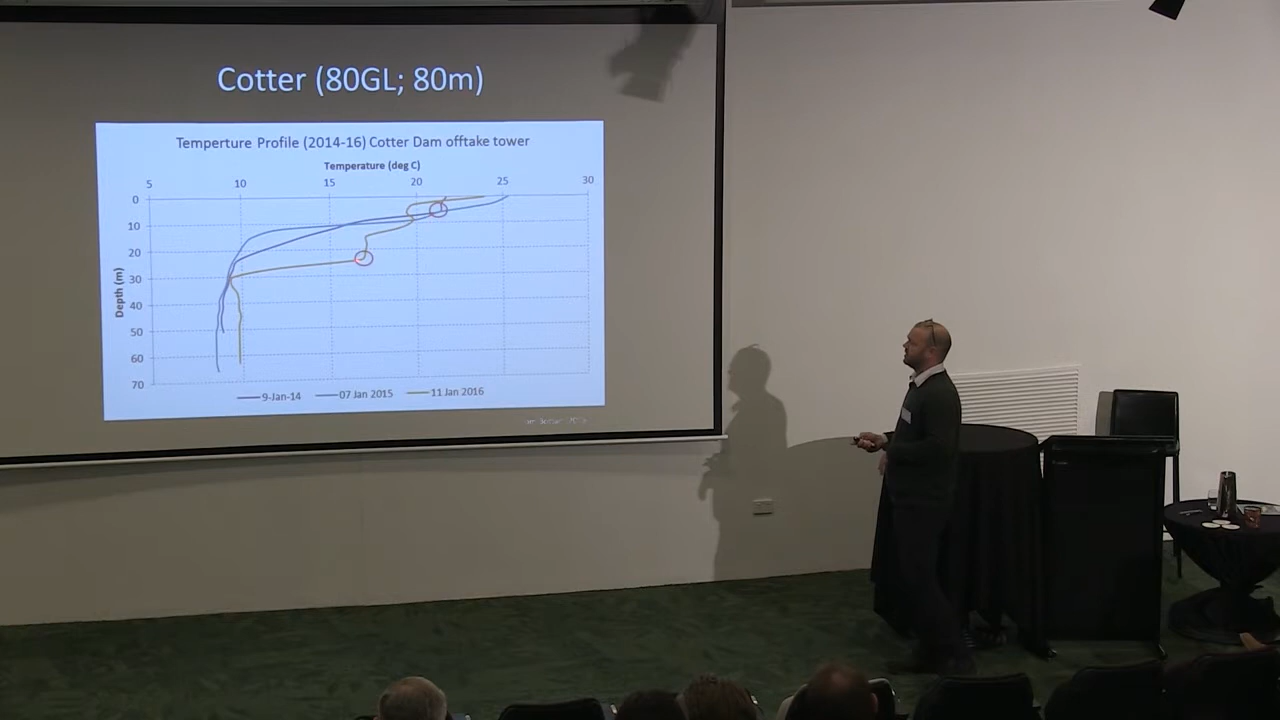 Cotter (80GL; 80m)
Temperture Profile (2014-16) Cotter Dam offtake tower
Temperature (deg C)
5 10 15 20 25 30
0
10
20
30
40
50
60
70
Depth (m)
9-Jan-14 07 Jan 2015 11 Jan 2016